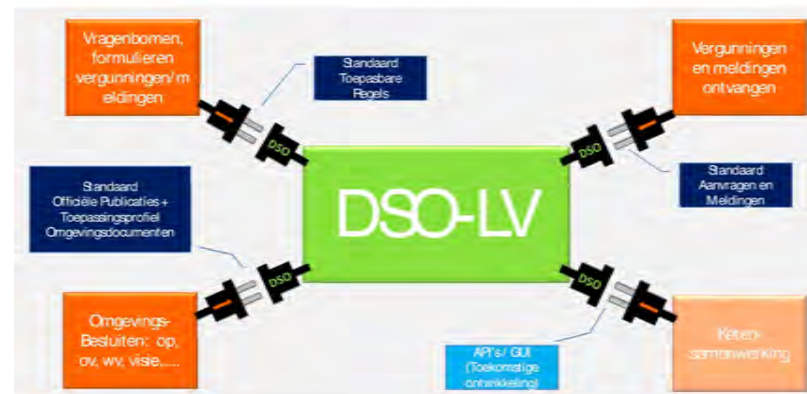 Vragenbomen,
formulieren
vergunningen/m
eldingen
Standaard
Toepasbare
Regels
Vergunningen
en meldingen
ontvangen
DSO
DSO
DSO-LV
Standaard
Officiële Publicaties +
Toepassingsprofiel
Omgevingsdocumenten
Standaard
Aanvragen en
Meldingen
DSO
DSO
Omgevings-
Besluiten: op,
ov, wv, visie,....
API's / GUI
(Toekomstige
ontwikkeling)
Keten-
samenwerking